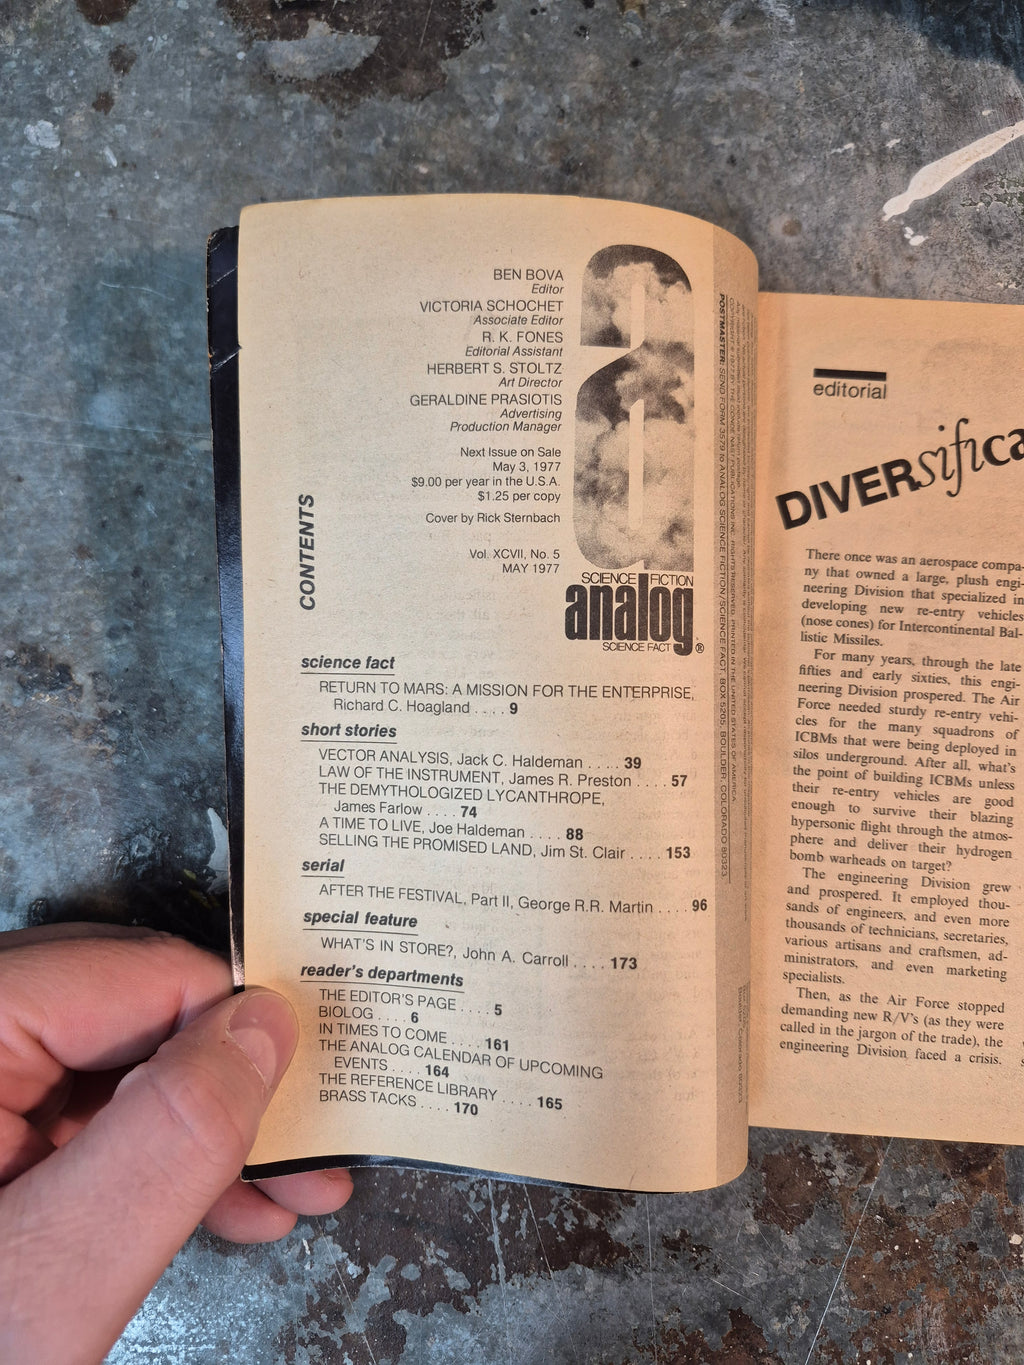 BEN BOVA
Editor
VICTORIA SCHOCHET
Associate Editor
R. K. FONES
Editorial Assistant
HERBERT S. STOLTZ
Art Director
GERALDINE PRASIOTIS
Advertising
Production Manager
Next Issue on Sale
May 3, 1977
$9.00 per year in the U.S.A.
$1.25 per copy
Cover by Rick Sternbach
Vol. XCVII, No. 5
MAY 1977
CONTENTS
a
SCIENCE FICTION
analog
SCIENCE FACT ®
science fact
RETURN TO MARS: A MISSION FOR THE ENTERPRISE,
Richard C. Hoagland . . . . 9
short stories
VECTOR ANALYSIS, Jack C. Haldeman . . . . 39
LAW OF THE INSTRUMENT, James R. Preston . . . . 57
THE DEMYTHOLOGIZED LYCANTHROPE,
James Farlow . . . . 74
A TIME TO LIVE, Joe Haldeman . . . . 88
SELLING THE PROMISED LAND, Jim St. Clair . . . . 153
serial
AFTER THE FESTIVAL, Part II, George R.R. Martin . . . . 96
special feature
WHAT'S IN STORE?, John A. Carroll . . . . 173
reader's departments
THE EDITOR'S PAGE . . . . 5
BIOLOG . . . . 6
IN TIMES TO COME . . . . 161
THE ANALOG CALENDAR OF UPCOMING
EVENTS . . . . 164
THE REFERENCE LIBRARY . . . . 165
BRASS TACKS . . . . 170
POSTMASTER: SEND FORM 3579 to ANALOG SCIENCE FICTION/SCIENCE FACT, BOX 5205, BOULDER, COLORADO 80323
editorial
DIVERsifica
There once was an aerospace compa-
ny that owned a large, plush engi-
neering Division that specialized in
developing new re-entry vehicles
(nose cones) for Intercontinental Bal-
listic Missiles.
For many years, through the late
fifties and early sixties, this engi-
neering Division prospered. The Air
Force needed sturdy re-entry vehi-
cles for the many squadrons of
ICBMs that were being deployed in
silos underground. After all, what's
the point of building ICBMs unless
their re-entry vehicles are good
enough to survive their blazing
hypersonic flight through the atmos-
phere and deliver their hydrogen
bomb warheads on target?
The engineering Division grew
and prospered. It employed thou-
sands of engineers, and even more
thousands of technicians, secretaries,
various artisans and craftsmen, ad-
ministrators, and even marketing
specialists.
Then, as the Air Force stopped
demanding new R/V's (as they were
called in the jargon of the trade), the
engineering Division faced a crisis.